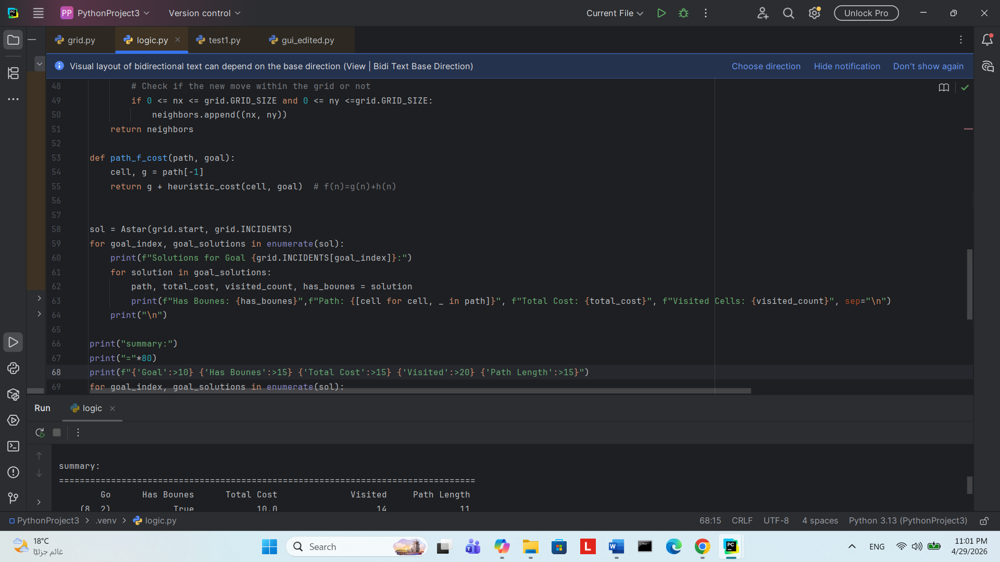 PP PythonProject3 Version control Current File Unlock Pro
grid.py logic.py test1.py gui_edited.py
Visual layout of bidirectional text can depend on the base direction (View | Bidi Text Base Direction) Choose direction Hide notification Don't show again
48 # Check if the new move within the grid or not
49 if 0 <= nx <= grid.GRID_SIZE and 0 <= ny <=grid.GRID_SIZE:
50 neighbors.append((nx, ny))
51 return neighbors
52
53 def path_f_cost(path, goal):
54 cell, g = path[-1]
55 return g + heuristic_cost(cell, goal) # f(n)=g(n)+h(n)
56
57
58 sol = Astar(grid.start, grid.INCIDENTS)
59 for goal_index, goal_solutions in enumerate(sol):
60 print(f"Solutions for Goal {grid.INCIDENTS[goal_index]}:")
61 for solution in goal_solutions:
62 path, total_cost, visited_count, has_bounes = solution
63 print(f"Has Bounes: {has_bounes}",f"Path: {[cell for cell, _ in path]}", f"Total Cost: {total_cost}", f"Visited Cells: {visited_count}", sep="\n")
64 print("\n")
65
66 print("summary:")
67 print("="*80)
68 print(f"{'Goal':>10} {'Has Bounes':>15} {'Total Cost':>15} {'Visited':>20} {'Path Length':>15}")
69 for goal_index, goal_solutions in enumerate(sol):
Run logic
summary:
================================================================================
Go Has Bounes Total Cost Visited Path Length
(8, 2) True 10.0 14 11
PythonProject3 > .venv > logic.py 68:15 CRLF UTF-8 4 spaces Python 3.13 (PythonProject3)
18°C
غائم جزئيًا
Search
ENG
11:01 PM
4/29/2026